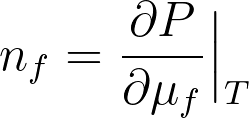 n_f = \frac{\partial P}{\partial \mu_f} \Big|_T